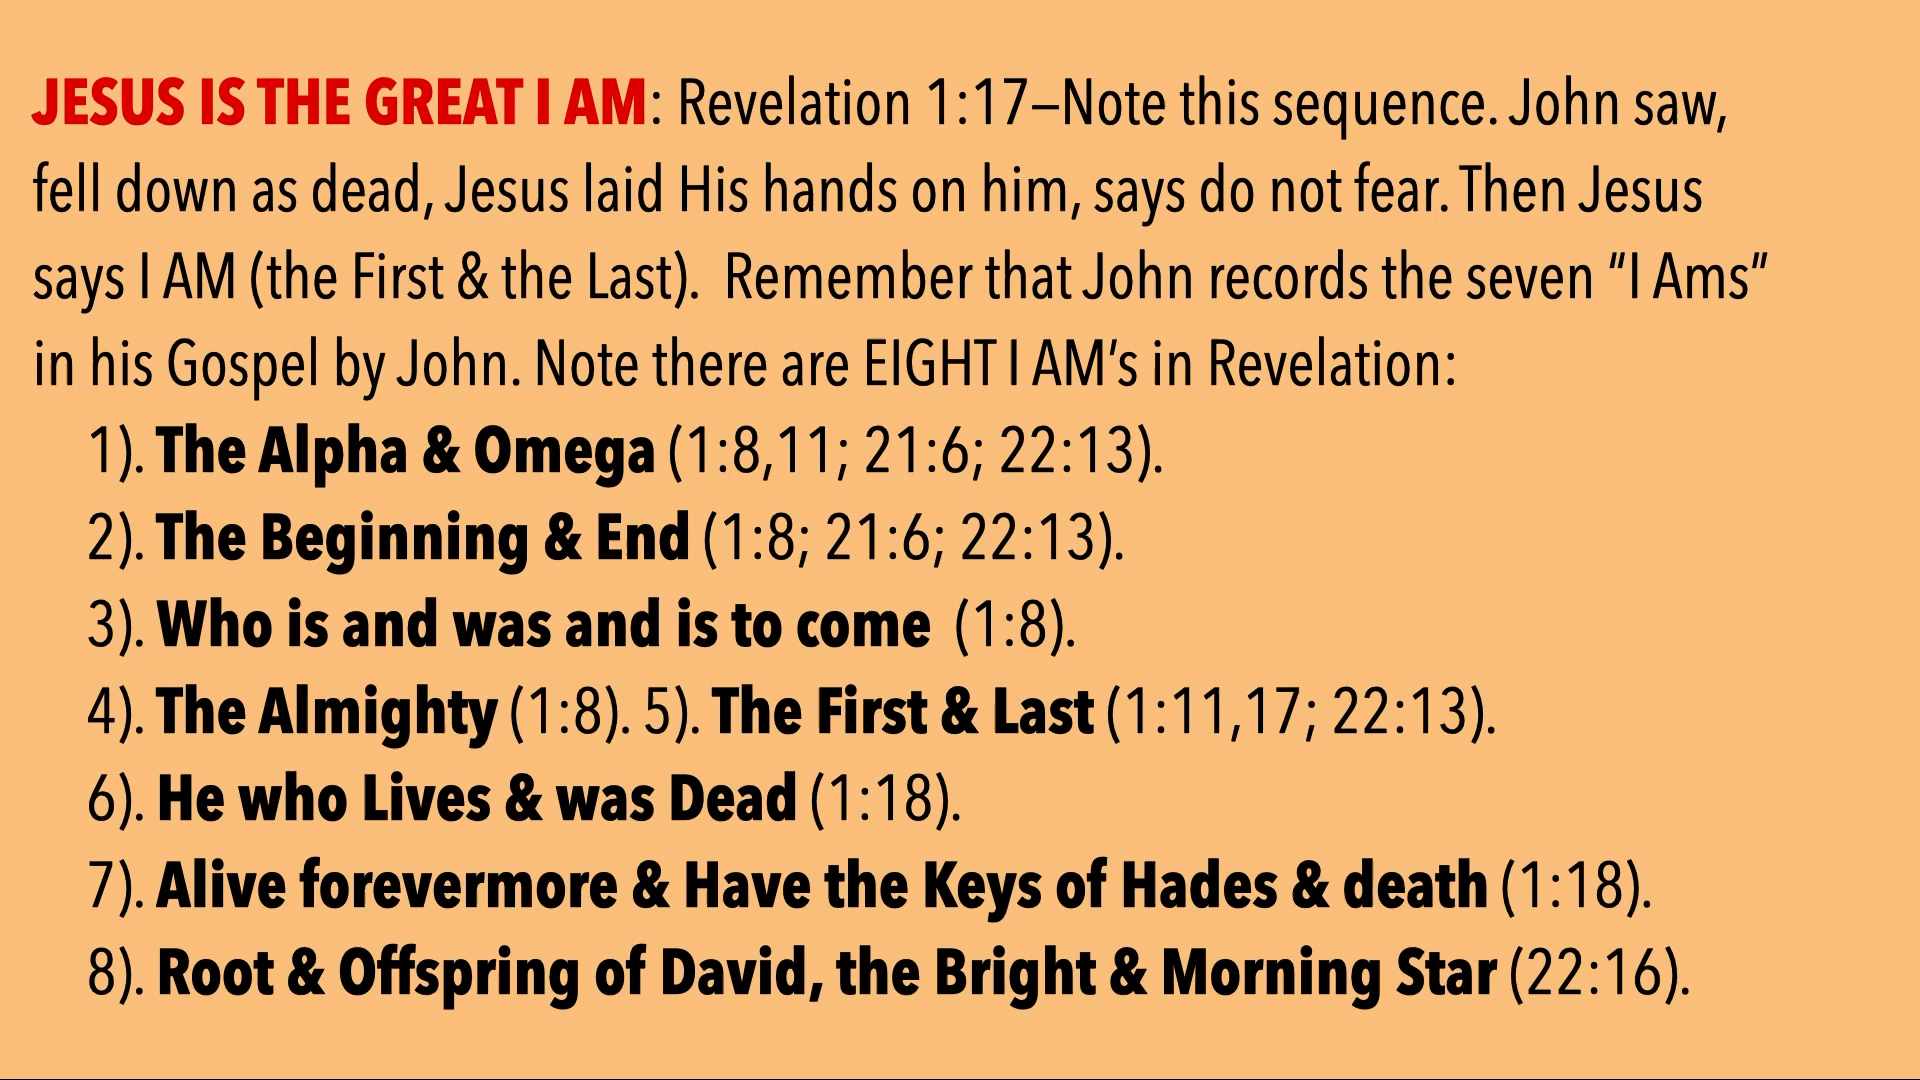 JESUS IS THE GREAT I AM: Revelation 1:17–Note this sequence. John saw,
fell down as dead, Jesus laid His hands on him, says do not fear. Then Jesus
says I AM (the First & the Last).  Remember that John records the seven “I Ams”
in his Gospel by John. Note there are EIGHT I AM’s in Revelation:
1). The Alpha & Omega (1:8,11; 21:6; 22:13).
2). The Beginning & End (1:8; 21:6; 22:13).
3). Who is and was and is to come  (1:8).
4). The Almighty (1:8). 5). The First & Last (1:11,17; 22:13).
6). He who Lives & was Dead (1:18).
7). Alive forevermore & Have the Keys of Hades & death (1:18).
8). Root & Offspring of David, the Bright & Morning Star (22:16).